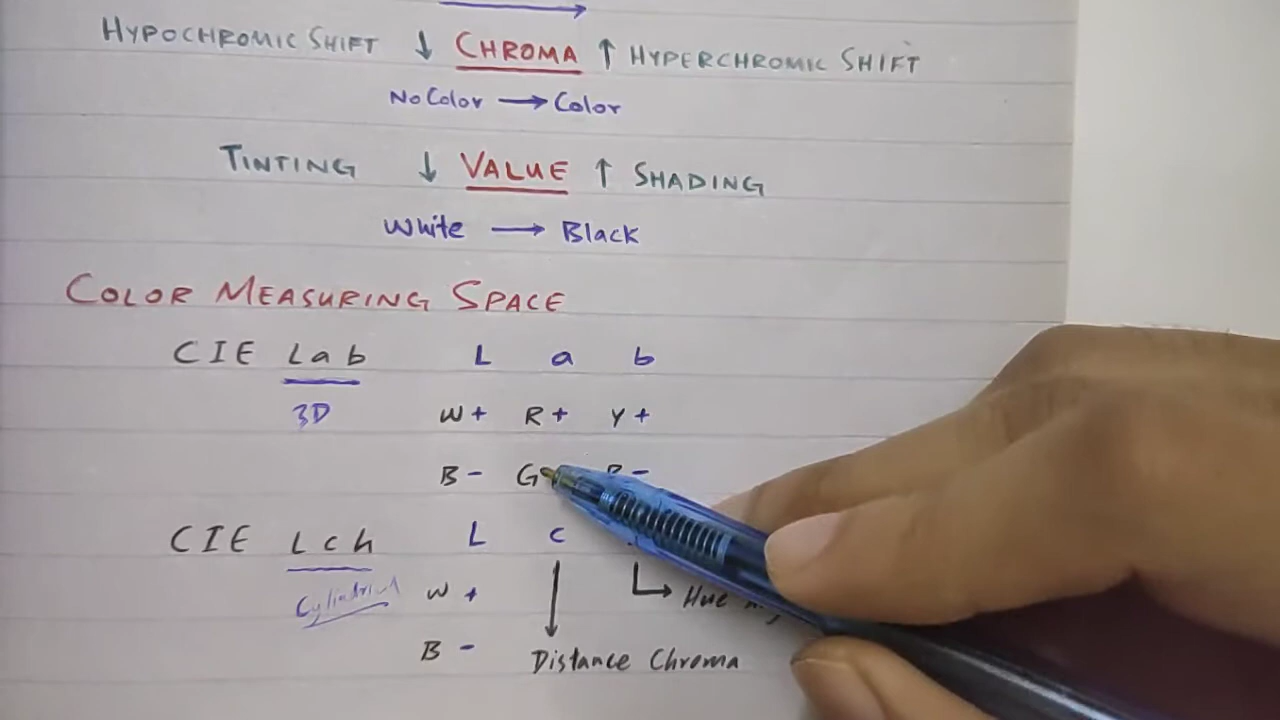 HYPOCHROMIC SHIFT ↓ CHROMA ↑ HYPERCHROMIC SHIFT
No Color → Color
TINTING ↓ VALUE ↑ SHADING
White → Black
COLOR MEASURING SPACE
CIE Lab L a b
3D W+ R+ Y+
B- G B-
CIE Lch L c
Cylindrical W + Hue
B - Distance Chroma